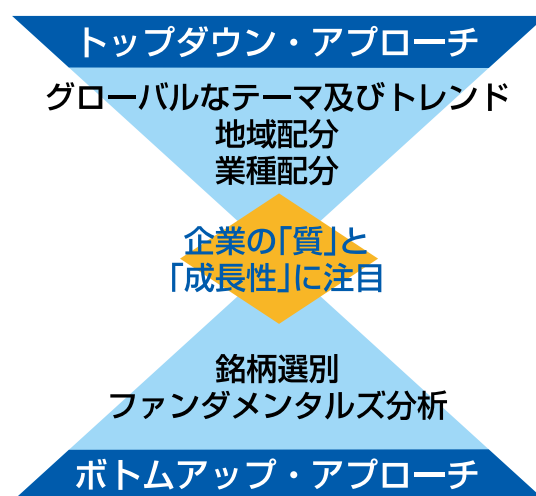 トップダウン・アプローチ
グローバルなテーマ及びトレンド
地域配分
業種配分
企業の「質」と
「成長性」に注目
銘柄選別
ファンダメンタルズ分析
ボトムアップ・アプローチ